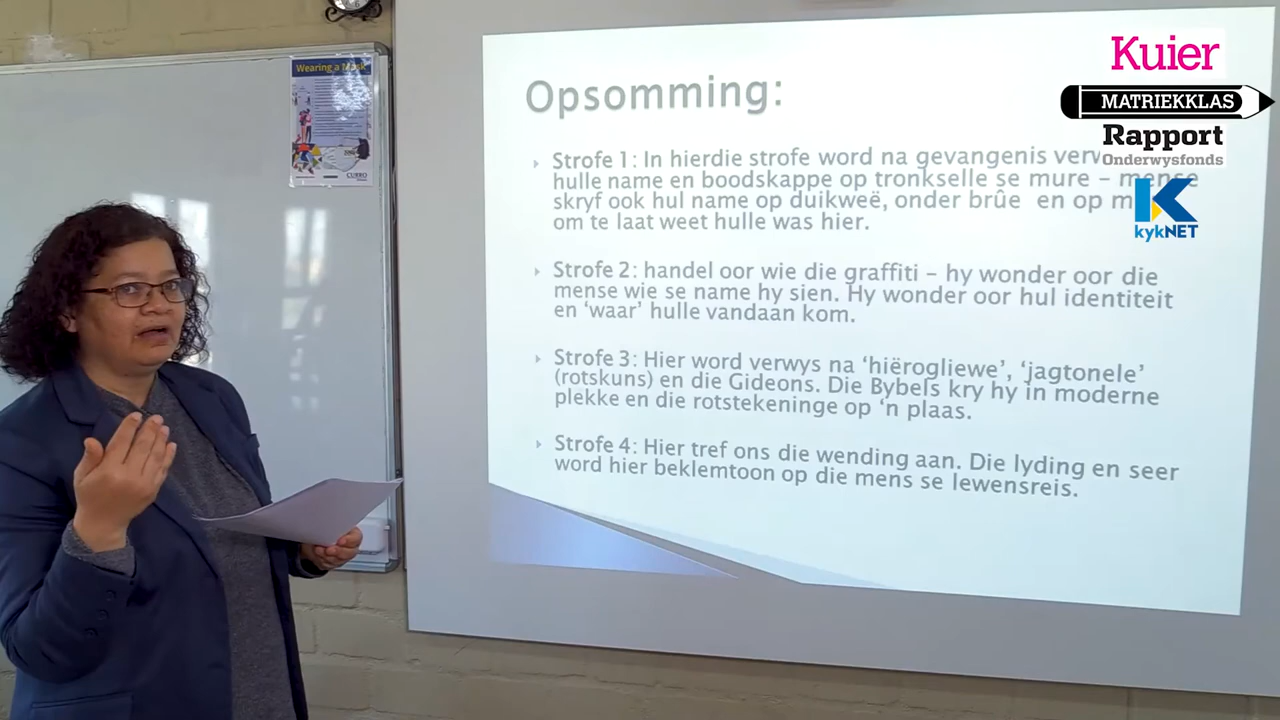 Wearing a Mask
CURRO
Opsomming:
Strofe 1: In hierdie strofe word na gevangenis
hulle name en boodskappe op tronkselle se mure – mense
skryf ook hul name op duikweë, onder brûe en op
om te laat weet hulle was hier.
Strofe 2: handel oor wie die graffiti – hy wonder oor die
mense wie se name hy sien. Hy wonder oor hul identiteit
en ‘waar’ hulle vandaan kom.
Strofe 3: Hier word verwys na ‘hiërogliewe’, ‘jagtonele’
(rotskuns) en die Gideons. Die Bybels kry hy in moderne
plekke en die rotstekeninge op ‘n plaas.
Strofe 4: Hier tref ons die wending aan. Die lyding en seer
word hier beklemtoon op die mens se lewensreis.
Kuier
MATRIEKKLAS
Rapport
Onderwysfonds
kykNET